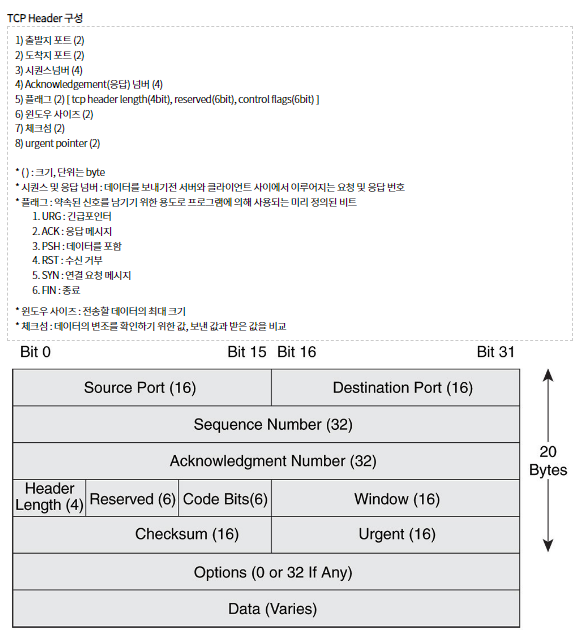 TCP Header 구성
1) 출발지 포트 (2)
2) 도착지 포트 (2)
3) 시퀀스넘버 (4)
4) Acknowledgement(응답) 넘버 (4)
5) 플래그 (2) [ tcp header length(4bit), reserved(6bit), control flags(6bit) ]
6) 윈도우 사이즈 (2)
7) 체크섬 (2)
8) urgent pointer (2)
* ( ) : 크기, 단위는 byte
* 시퀀스 및 응답 넘버 : 데이터를 보내기전 서버와 클라이언트 사이에서 이루어지는 요청 및 응답 번호
* 플래그 : 약속된 신호를 남기기 위한 용도로 프로그램에 의해 사용되는 미리 정의된 비트
1. URG : 긴급포인터
2. ACK : 응답 메시지
3. PSH : 데이터를 포함
4. RST : 수신 거부
5. SYN : 연결 요청 메시지
6. FIN : 종료
* 윈도우 사이즈 : 전송할 데이터의 최대 크기
* 체크섬 : 데이터의 변조를 확인하기 위한 값, 보낸 값과 받은 값을 비교
Bit 0 Bit 15 Bit 16 Bit 31
Source Port (16) Destination Port (16)
Sequence Number (32)
Acknowledgment Number (32)
20
Bytes
Header
Length (4) Reserved (6) Code Bits(6) Window (16)
Checksum (16) Urgent (16)
Options (0 or 32 If Any)
Data (Varies)